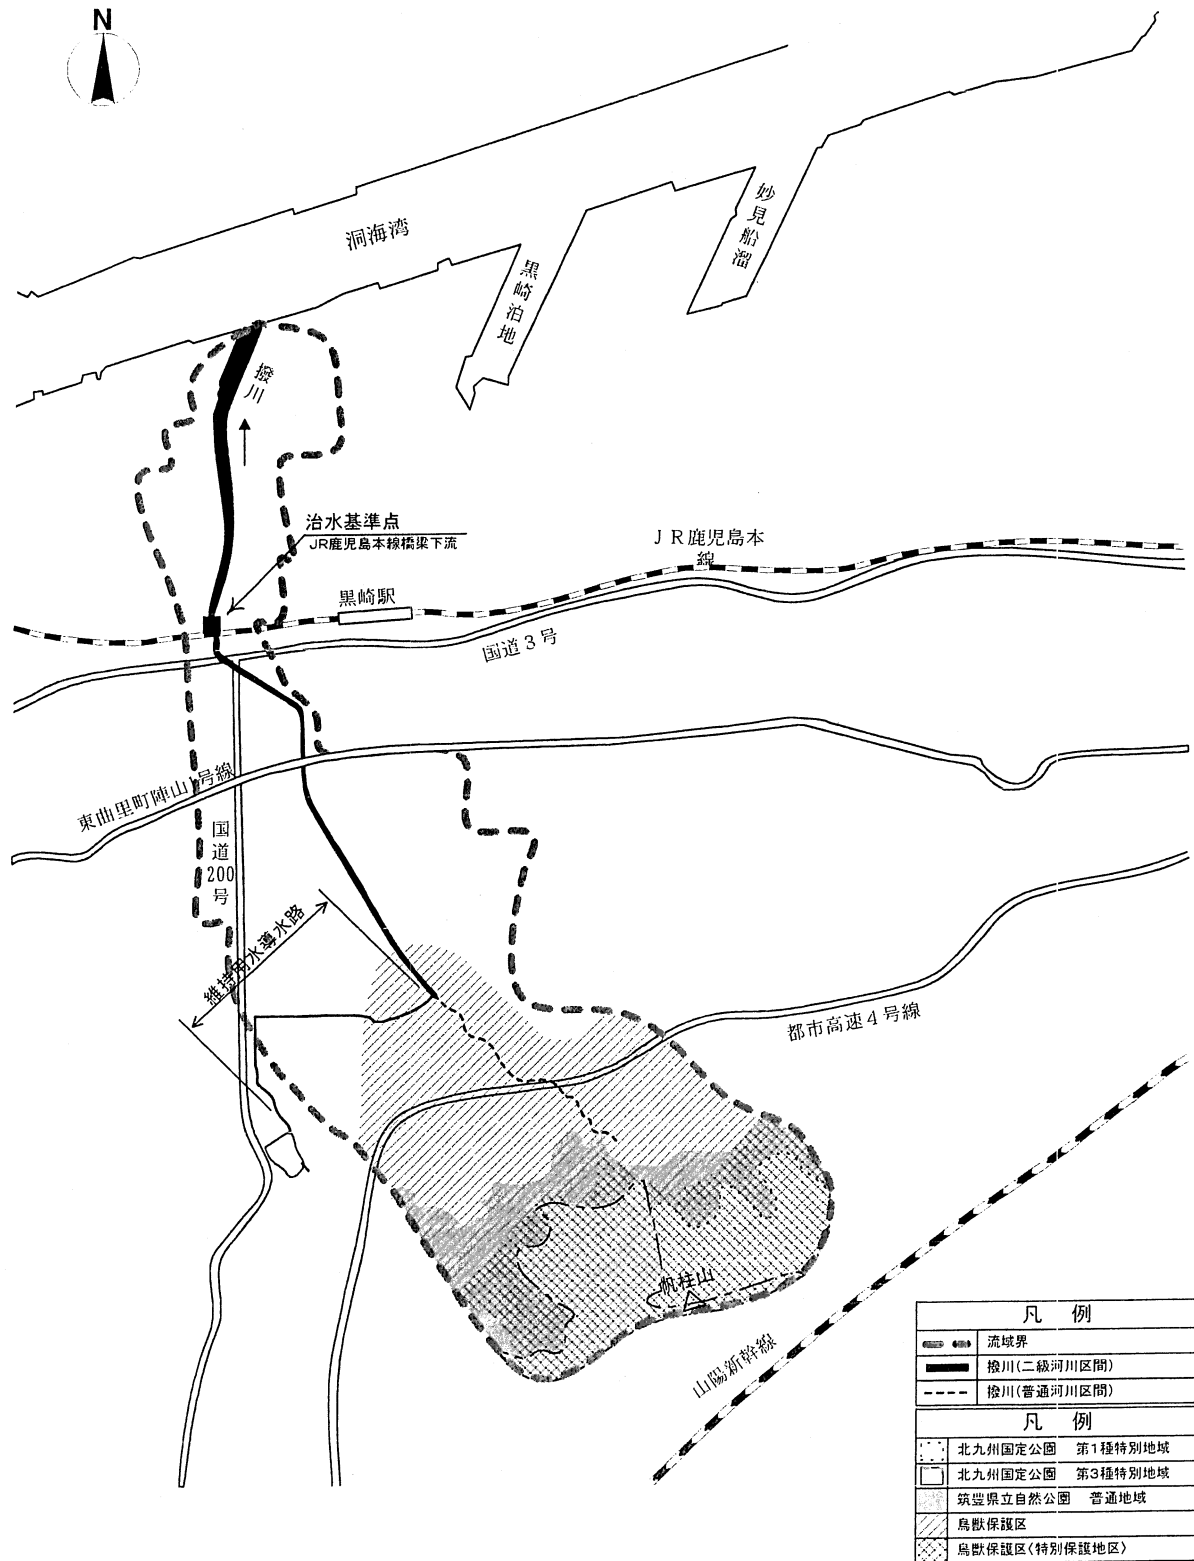 N
洞海湾
妙見船溜
黒崎泊地
撥川
治水基準点
JR鹿児島本線橋梁下流
JR鹿児島本
線
黒崎駅
国道3号
東曲里町陣山1号線
国道
200
号
維持用水導水路
都市高速4号線
帆柱山
山陽新幹線
凡 例
流域界
撥川(二級河川区間)
撥川(普通河川区間)
凡 例
北九州国定公園 第1種特別地域
北九州国定公園 第3種特別地域
筑豊県立自然公園 普通地域
鳥獣保護区
鳥獣保護区(特別保護地区)